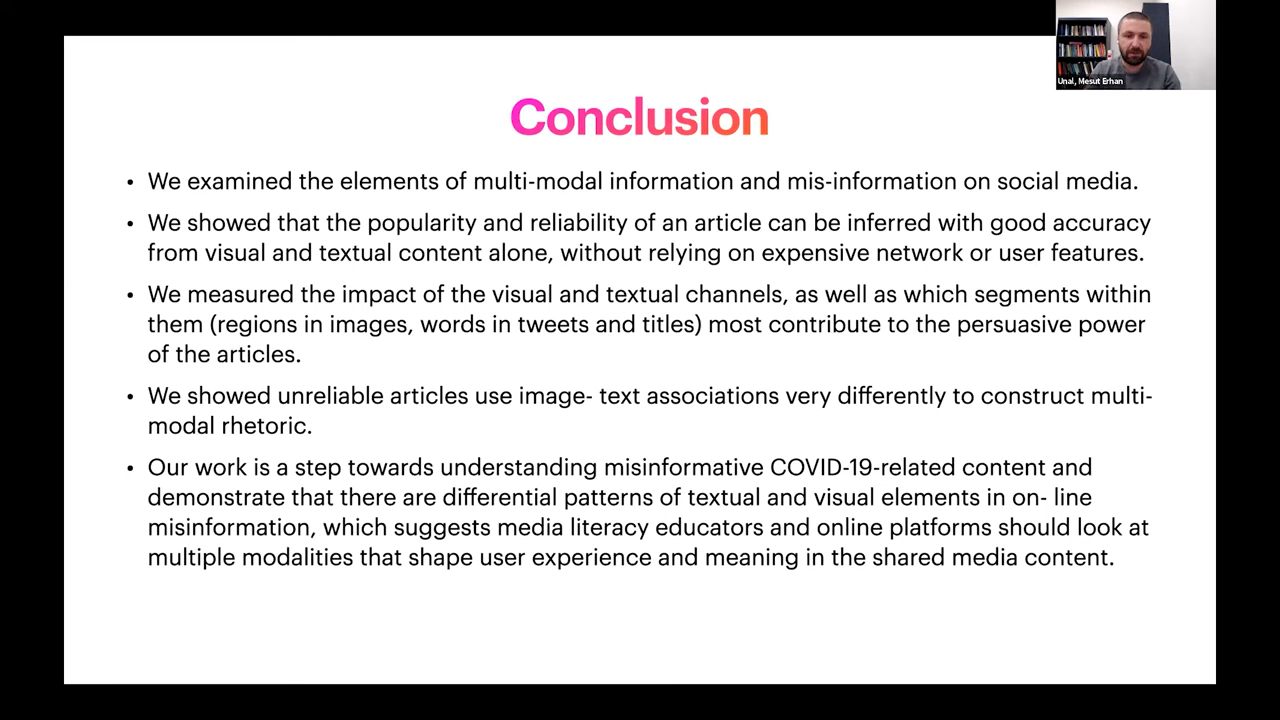 Unal, Mesut Erhan
Conclusion
• We examined the elements of multi-modal information and mis-information on social media.
• We showed that the popularity and reliability of an article can be inferred with good accuracy
from visual and textual content alone, without relying on expensive network or user features.
• We measured the impact of the visual and textual channels, as well as which segments within
them (regions in images, words in tweets and titles) most contribute to the persuasive power
of the articles.
• We showed unreliable articles use image- text associations very differently to construct multi-
modal rhetoric.
• Our work is a step towards understanding misinformative COVID-19-related content and
demonstrate that there are differential patterns of textual and visual elements in on- line
misinformation, which suggests media literacy educators and online platforms should look at
multiple modalities that shape user experience and meaning in the shared media content.